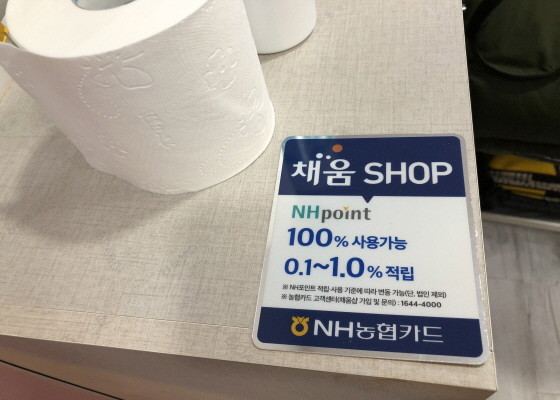 채움 SHOP
NHpoint
100% 사용가능
0.1~1.0% 적립
※ NH포인트 적립·사용 기준에 따라 변동 가능(단, 법인 제외)
※ 농협카드 고객센터(채움샵 가입 및 문의) : 1644-4000
NH농협카드